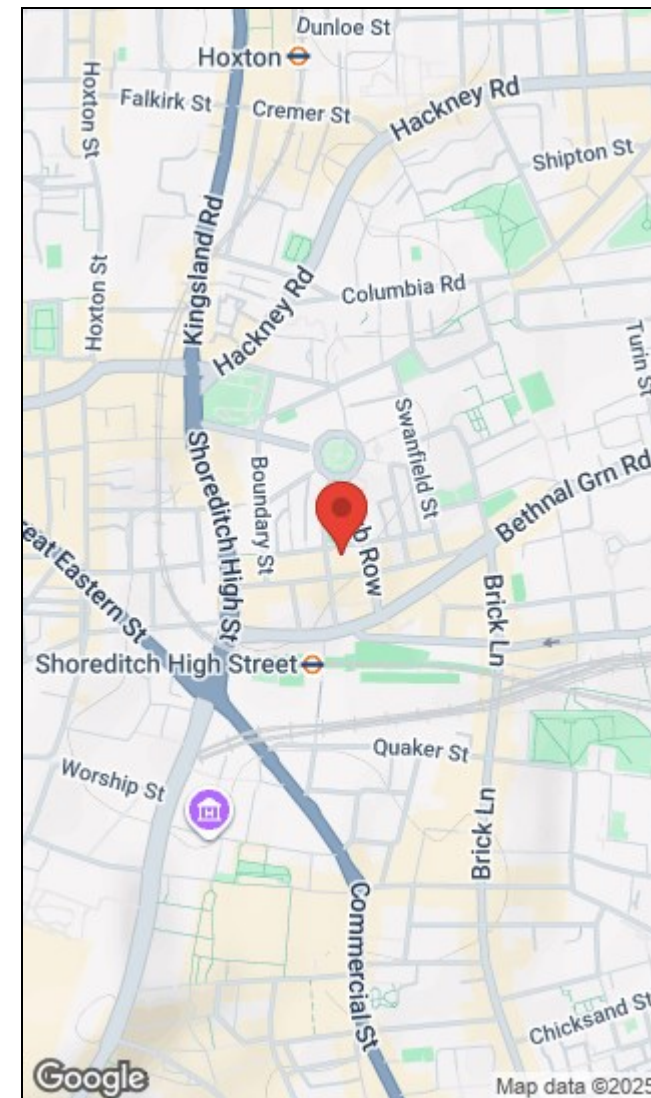 Dunloe St
Hoxton
Hoxton St
Falkirk St
Cremer St
Hackney Rd
Shipton St
Kingsland Rd
Columbia Rd
Hoxton St
Hackney Rd
Turin St
Swanfield St
Boundary St
Shoreditch High St
Bethnal Grn Rd
b Row
reat Eastern St
Brick Ln
Shoreditch High Street
Quaker St
Worship St
Brick Ln
Commercial St
Chicksand St
Google
Map data ©2025